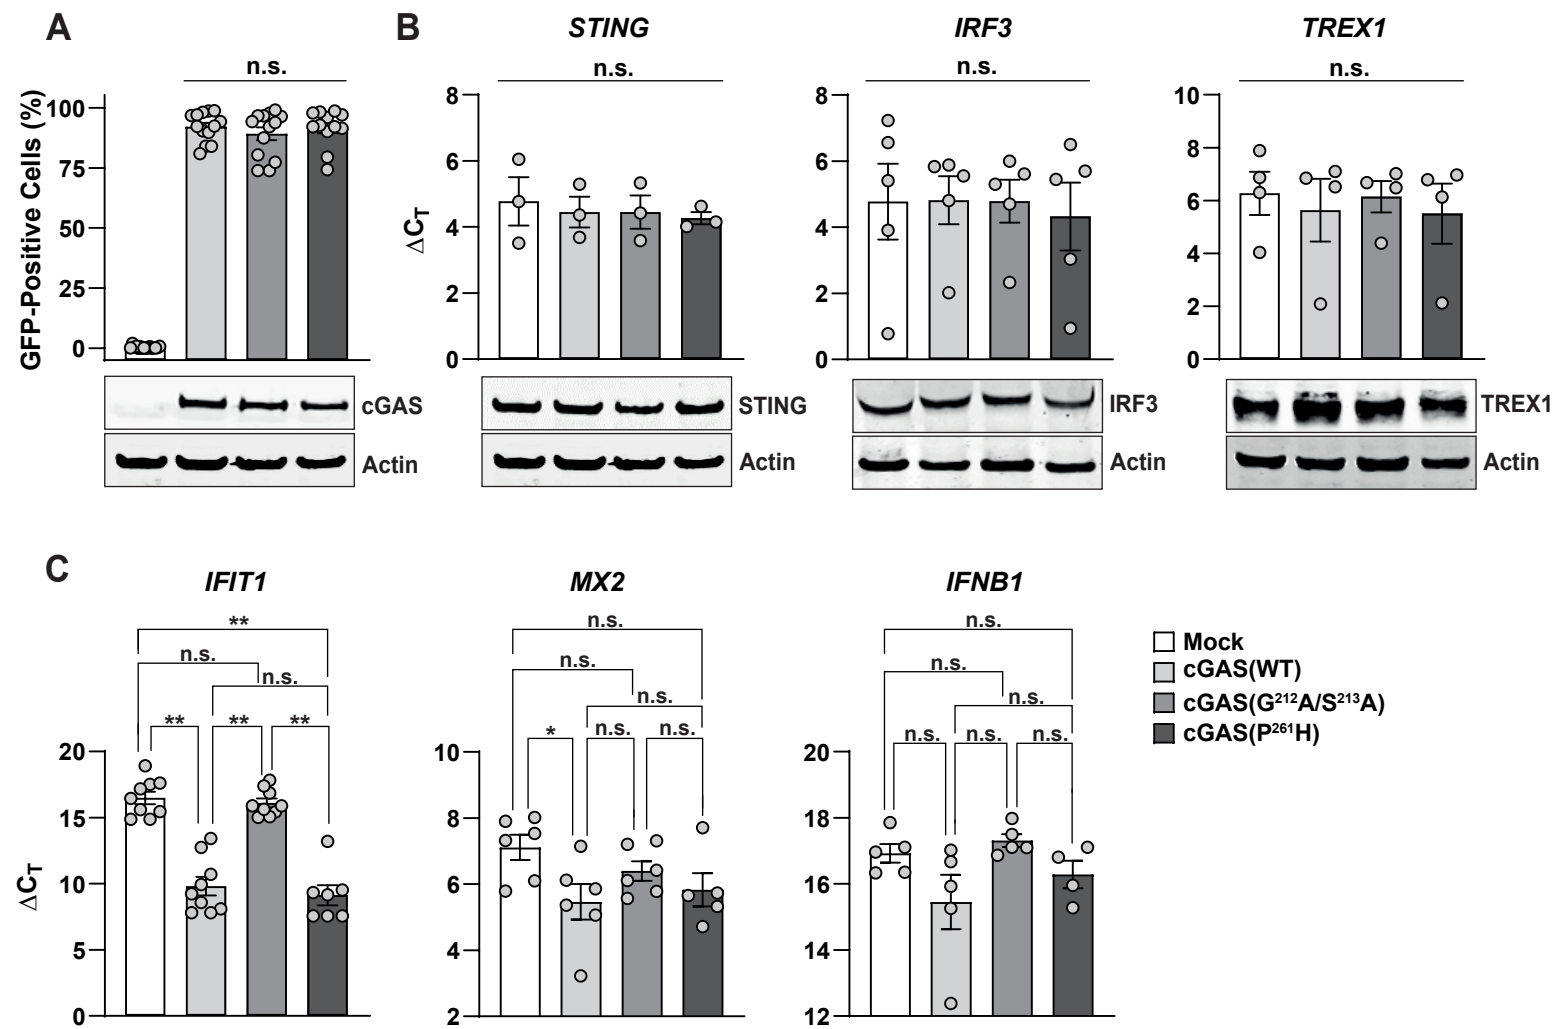 A
n.s.
GFP-Positive Cells (%)
100
75
50
25
0
cGAS
Actin
B
STING
n.s.
ΔCT
8
6
4
2
0
STING
Actin
IRF3
n.s.
8
6
4
2
0
IRF3
Actin
TREX1
n.s.
10
8
6
4
2
0
TREX1
Actin
C
IFIT1
**
n.s.
n.s.
** ** **
ΔCT
20
15
10
5
0
MX2
n.s.
n.s.
n.s.
* n.s. n.s.
10
8
6
4
2
IFNB1
n.s.
n.s.
n.s.
n.s. n.s. n.s.
20
18
16
14
12
Mock
cGAS(WT)
cGAS(G²¹²A/S²¹³A)
cGAS(P²⁶¹H)